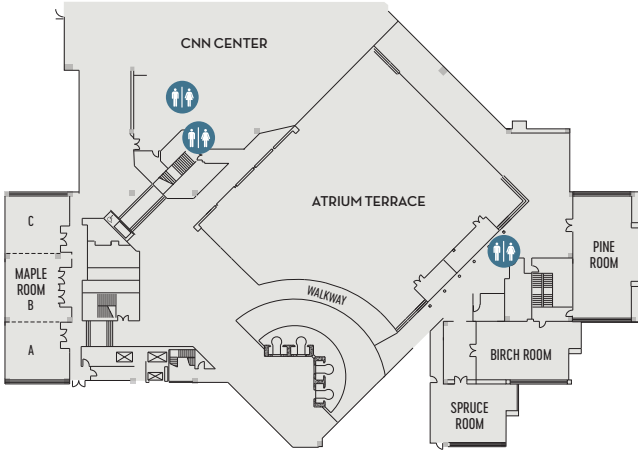 CNN CENTER
ATRIUM TERRACE
C
MAPLE
ROOM
B
A
WALKWAY
PINE
ROOM
BIRCH ROOM
SPRUCE
ROOM